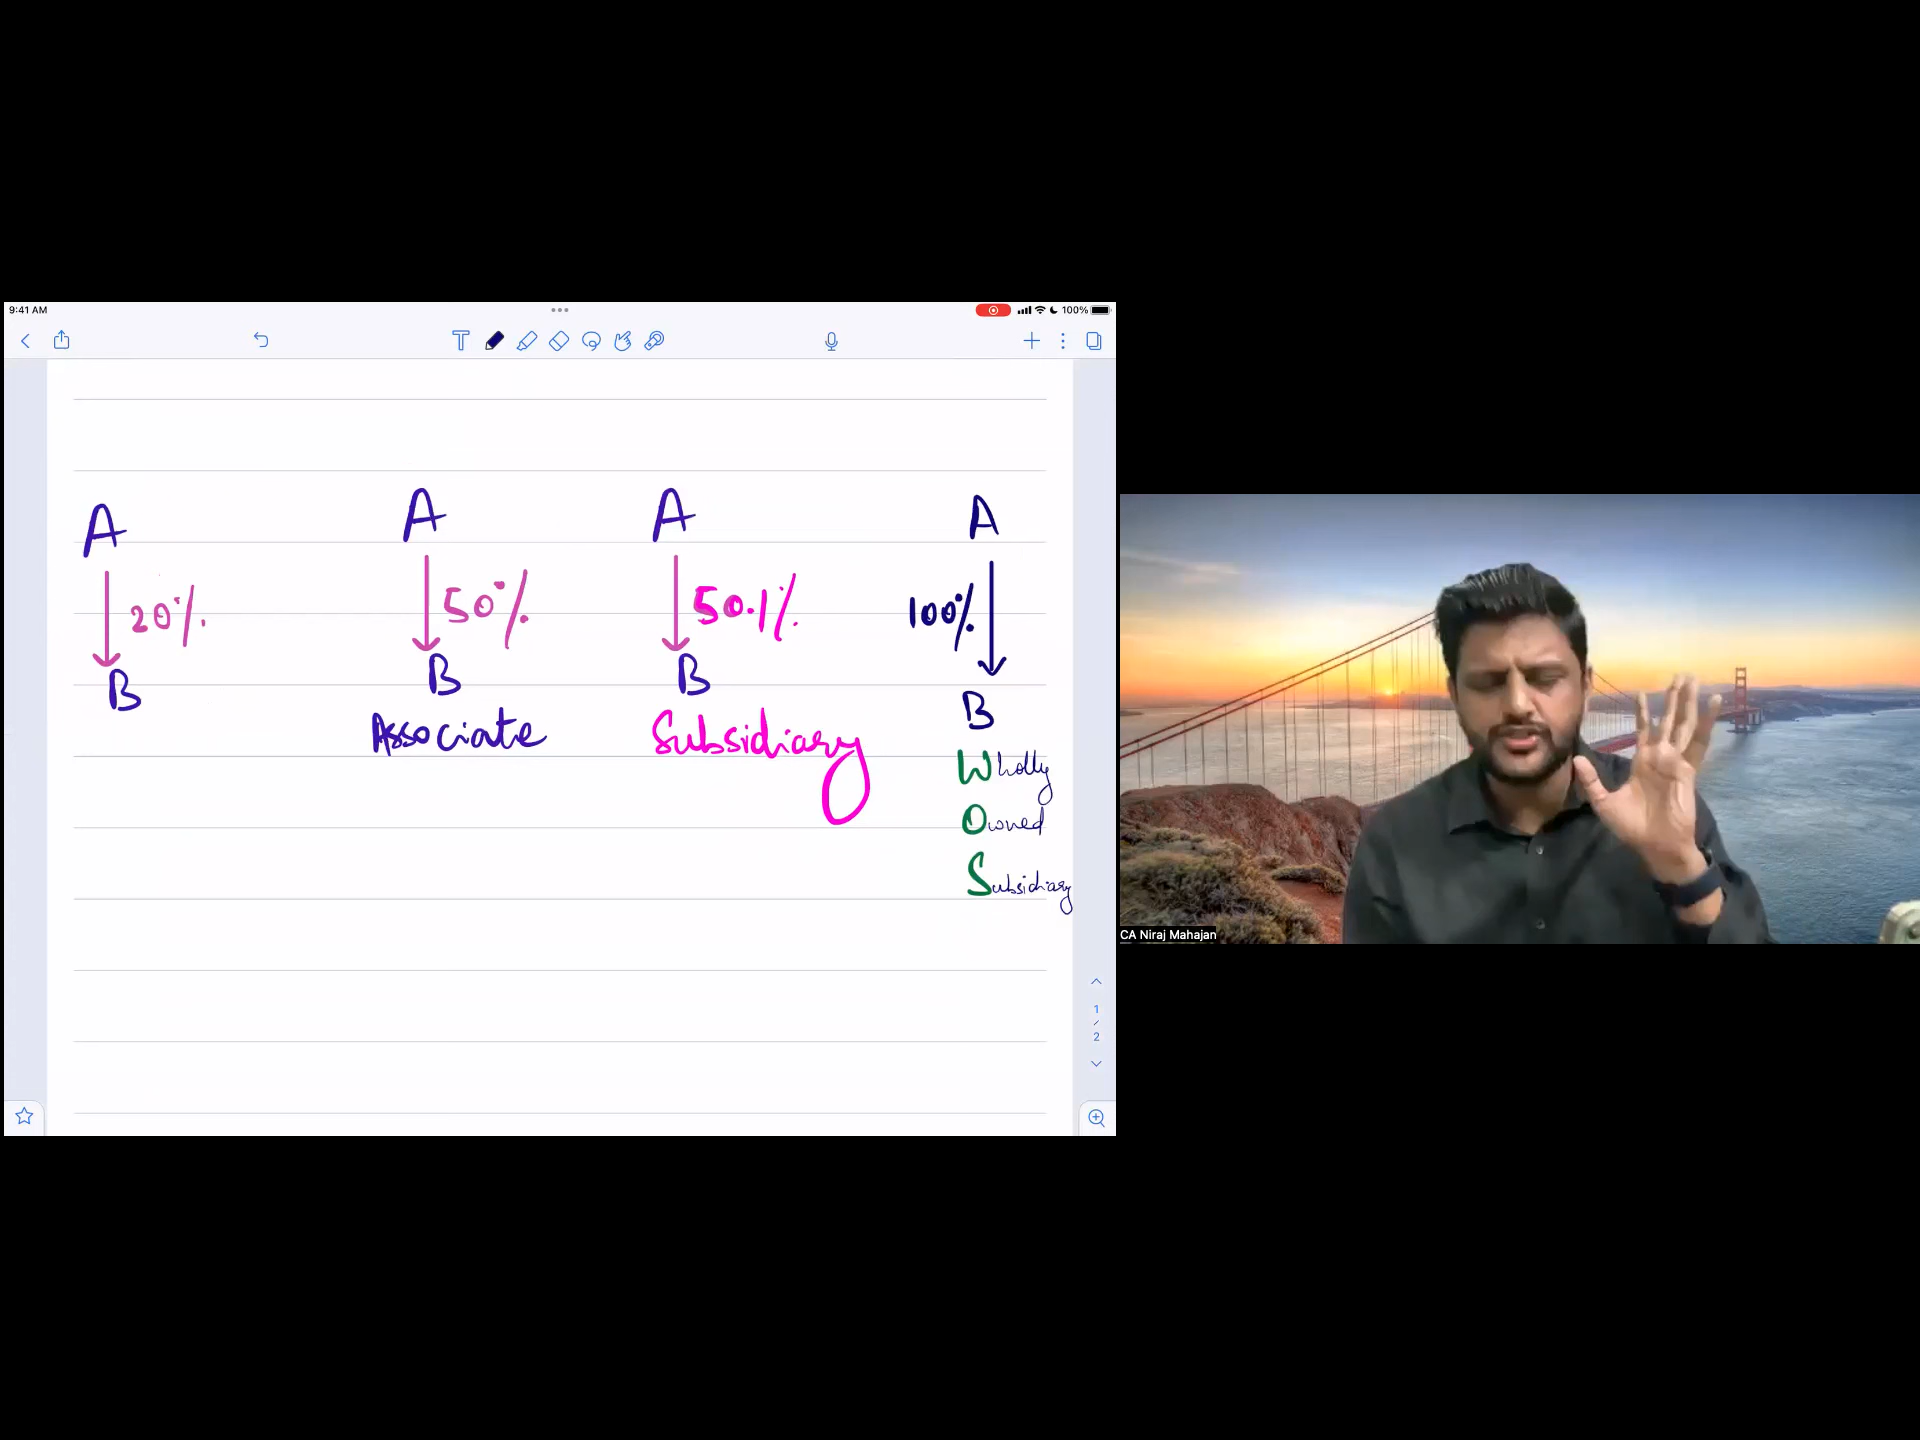 9:41 AM
100%
A
20%.
B
A
50%.
B
Associate
A
50.1%.
B
Subsidiary
A
100%.
B
Wholly
Owned
Subsidiary
1
/
2
CA Niraj Mahajan